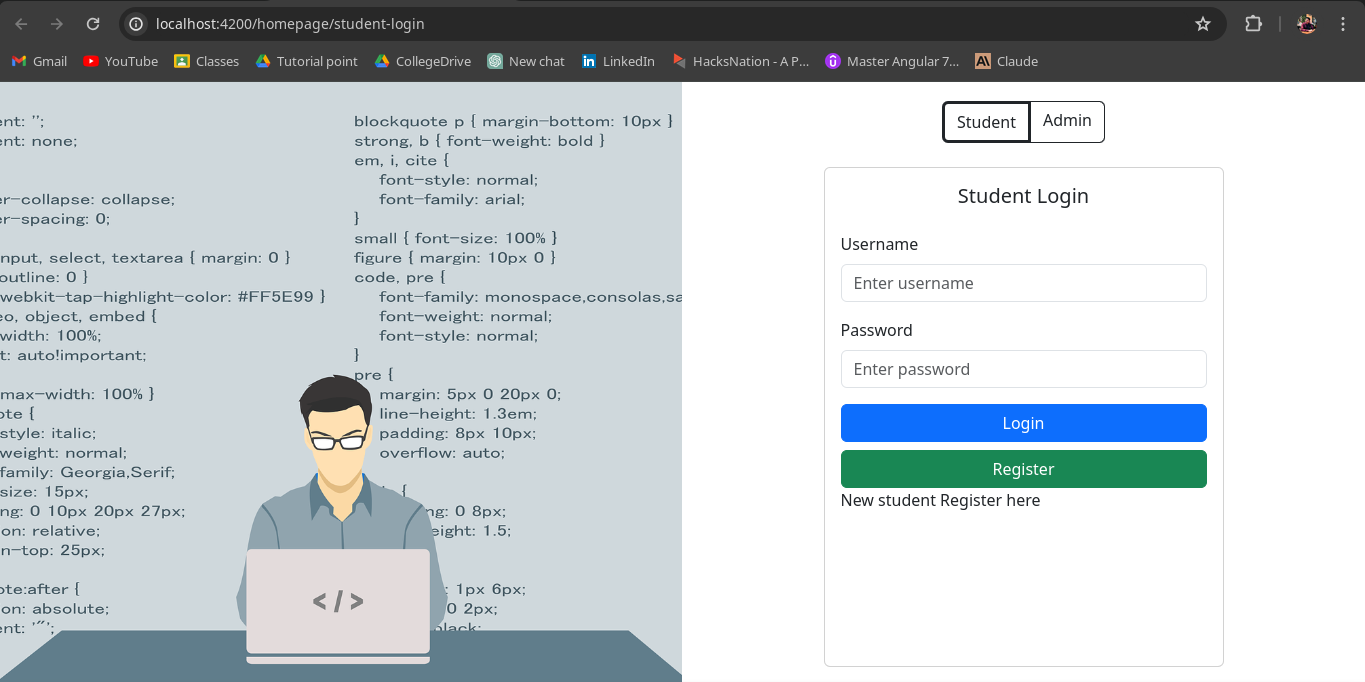 localhost:4200/homepage/student-login
Gmail
YouTube
Classes
Tutorial point
CollegeDrive
New chat
LinkedIn
HacksNation - A P...
Master Angular 7...
Claude
ent: '';
ent: none;
er-collapse: collapse;
er-spacing: 0;
input, select, textarea { margin: 0 }
outline: 0 }
webkit-tap-highlight-color: #FF5E99 }
eo, object, embed {
width: 100%;
t: auto!important;
max-width: 100% }
ote {
style: italic;
weight: normal;
family: Georgia,Serif;
size: 15px;
ng: 0 10px 20px 27px;
on: relative;
n-top: 25px;
ote:after {
on: absolute;
ent: '"';
blockquote p { margin-bottom: 10px }
strong, b { font-weight: bold }
em, i, cite {
font-style: normal;
font-family: arial;
}
small { font-size: 100% }
figure { margin: 10px 0 }
code, pre {
font-family: monospace,consolas,sa
font-weight: normal;
font-style: normal;
}
pre {
margin: 5px 0 20px 0;
line-height: 1.3em;
padding: 8px 10px;
overflow: auto;
{
ng: 0 8px;
eight: 1.5;
: 1px 6px;
0 2px;
black;
</>
Student
Admin
Student Login
Username
Enter username
Password
Enter password
Login
Register
New student Register here